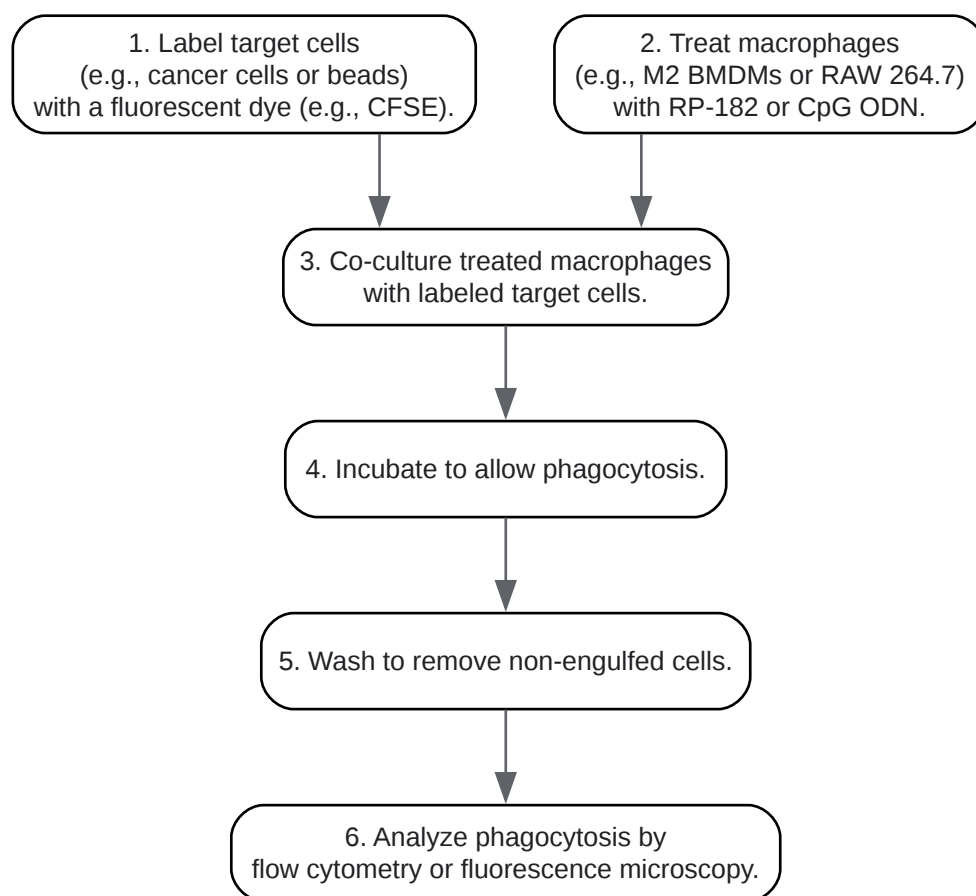 1. Label target cells
(e.g., cancer cells or beads)
with a fluorescent dye (e.g., CFSE).
2. Treat macrophages
(e.g., M2 BMDMs or RAW 264.7)
with RP-182 or CpG ODN.
3. Co-culture treated macrophages
with labeled target cells.
4. Incubate to allow phagocytosis.
5. Wash to remove non-engulfed cells.
6. Analyze phagocytosis by
flow cytometry or fluorescence microscopy.